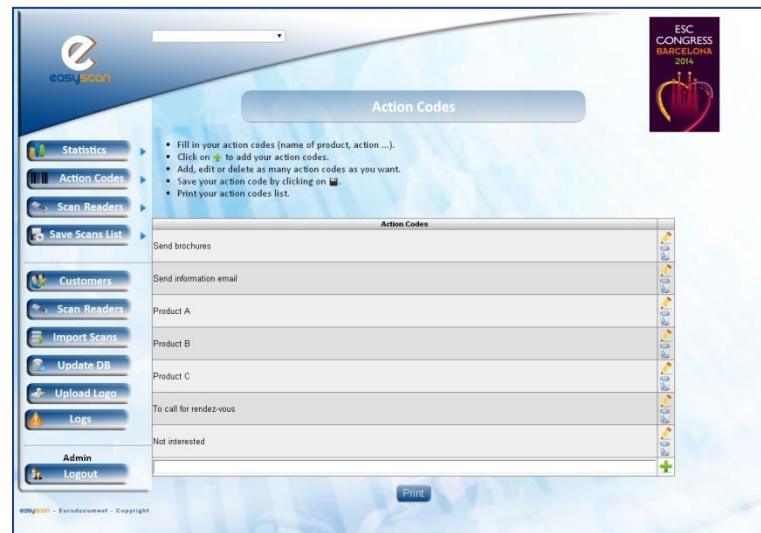 easyscan
ESC
CONGRESS
BARCELONA
2014
Action Codes
Statistics
Action Codes
Scan Readers
Save Scans List
Customers
Scan Readers
Import Scans
Update DB
Upload Logo
Logs
Admin
Logout
• Fill in your action codes (name of product, action ...).
• Click on to add your action codes.
• Add, edit or delete as many action codes as you want.
• Save your action code by clicking on .
• Print your action codes list.
Action Codes
Send brochures
Send information email
Product A
Product B
Product C
To call for rendez-vous
Not interested
Print
easyscan - Eurodocument - Copyright